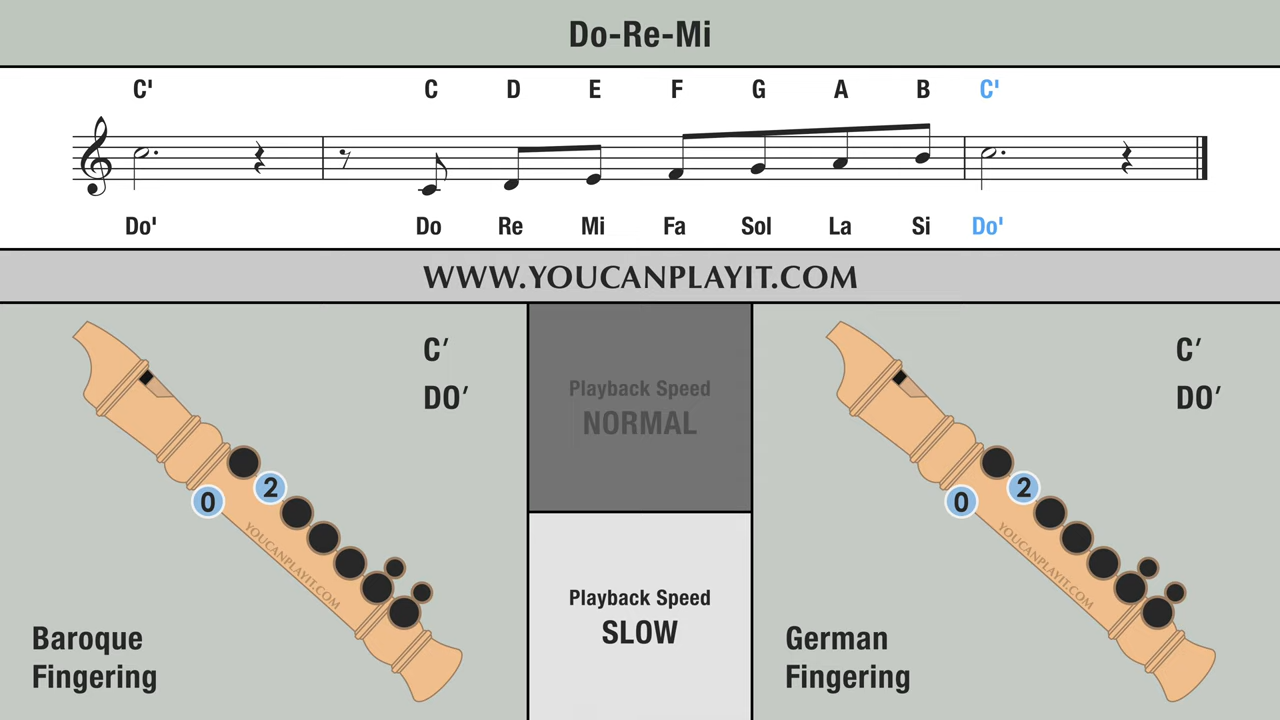 Do-Re-Mi
C' C D E F G A B C'
Do' Do Re Mi Fa Sol La Si Do'
WWW.YOUCANPLAYIT.COM
C′
DO′
0
2
YOUCANPLAYIT.COM
Baroque
Fingering
Playback Speed
NORMAL
Playback Speed
SLOW
C′
DO′
0
2
YOUCANPLAYIT.COM
German
Fingering